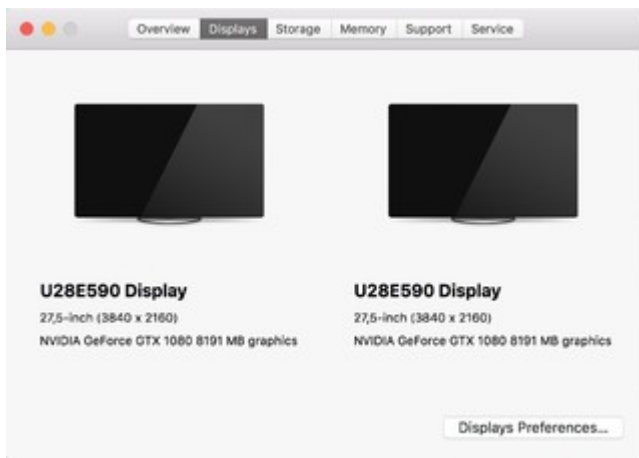 Overview Displays Storage Memory Support Service
U28E590 Display
27,5-inch (3840 x 2160)
NVIDIA GeForce GTX 1080 8191 MB graphics
U28E590 Display
27,5-inch (3840 x 2160)
NVIDIA GeForce GTX 1080 8191 MB graphics
Displays Preferences...